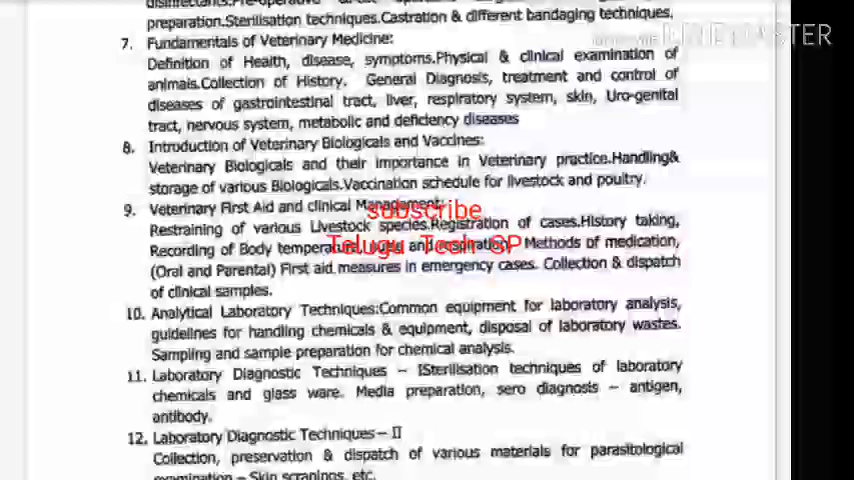 preparation.Sterilisation techniques.Castration & different bandaging techniques.
7. Fundamentals of Veterinary Medicine:
Definition of Health, disease, symptoms.Physical & clinical examination of
animals.Collection of History. General Diagnosis, treatment and control of
diseases of gastrointestinal tract, liver, respiratory system, skin, Uro-genital
tract, nervous system, metabolic and deficiency diseases
8. Introduction of Veterinary Biologicals and Vaccines:
Veterinary Biologicals and their importance in Veterinary practice.Handling&
storage of various Biologicals.Vaccination schedule for livestock and poultry.
9. Veterinary First Aid and clinical Management:
subscribe
Restraining of various Livestock species.Registration of cases.History taking,
Recording of Body temperature, and Methods of medication,
Telugu Tech SP
(Oral and Parental) First aid measures in emergency cases. Collection & dispatch
of clinical samples.
10. Analytical Laboratory Techniques:Common equipment for laboratory analysis,
guidelines for handling chemicals & equipment, disposal of laboratory wastes.
Sampling and sample preparation for chemical analysis.
11. Laboratory Diagnostic Techniques – ISterilisation techniques of laboratory
chemicals and glass ware. Media preparation, sero diagnosis – antigen,
antibody.
12. Laboratory Diagnostic Techniques – II
Collection, preservation & dispatch of various materials for parasitological
examination – Skin scrapings, etc.